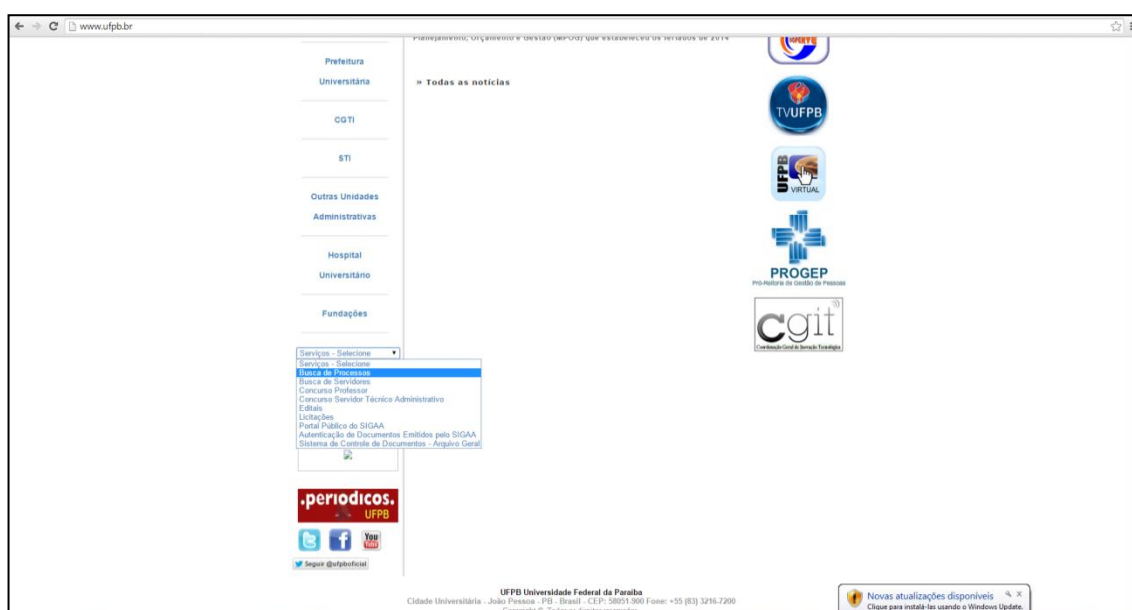 www.ufpb.br
Planejamento, Orçamento e Gestão (MPOG) que estabeleceu os feriados de 2014
» Todas as notícias
Prefeitura
Universitária
CGTI
STI
Outras Unidades
Administrativas
Hospital
Universitário
Fundações
Serviços - Selecione
Serviços - Selecione
Busca de Processos
Busca de Servidores
Concurso Professor
Concurso Servidor Técnico Administrativo
Editais
Licitações
Portal Público do SIGAA
Autenticação de Documentos Emitidos pelo SIGAA
Sistema de Controle de Documentos - Arquivo Geral
.periodicos.
UFPB
You
Tube
Seguir @ufpboficial
TVUFPB
UFPB
VIRTUAL
PROGEP
Pró-Reitoria de Gestão de Pessoas
cgit
Coordenação Geral de Inovação Tecnológica
UFPB Universidade Federal da Paraíba
Cidade Universitária - João Pessoa - PB - Brasil - CEP: 58051-900 Fone: +55 (83) 3216-7200
Novas atualizações disponíveis
Clique para instalá-las usando o Windows Update.